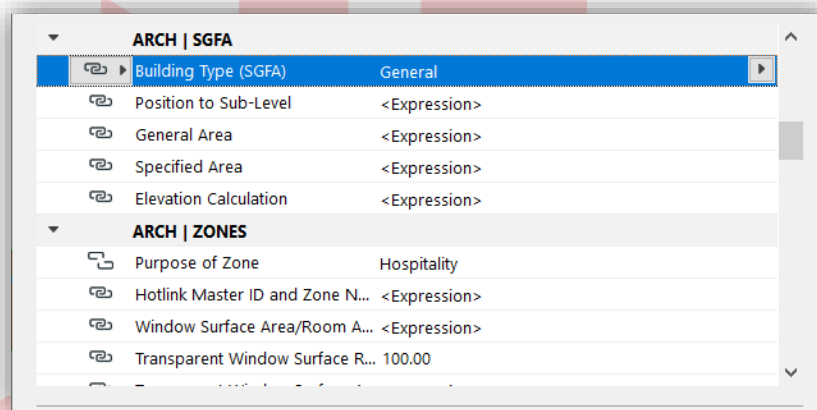 ARCH | SGFA
Building Type (SGFA) General
Position to Sub-Level <Expression>
General Area <Expression>
Specified Area <Expression>
Elevation Calculation <Expression>
ARCH | ZONES
Purpose of Zone Hospitality
Hotlink Master ID and Zone N... <Expression>
Window Surface Area/Room A... <Expression>
Transparent Window Surface R... 100.00